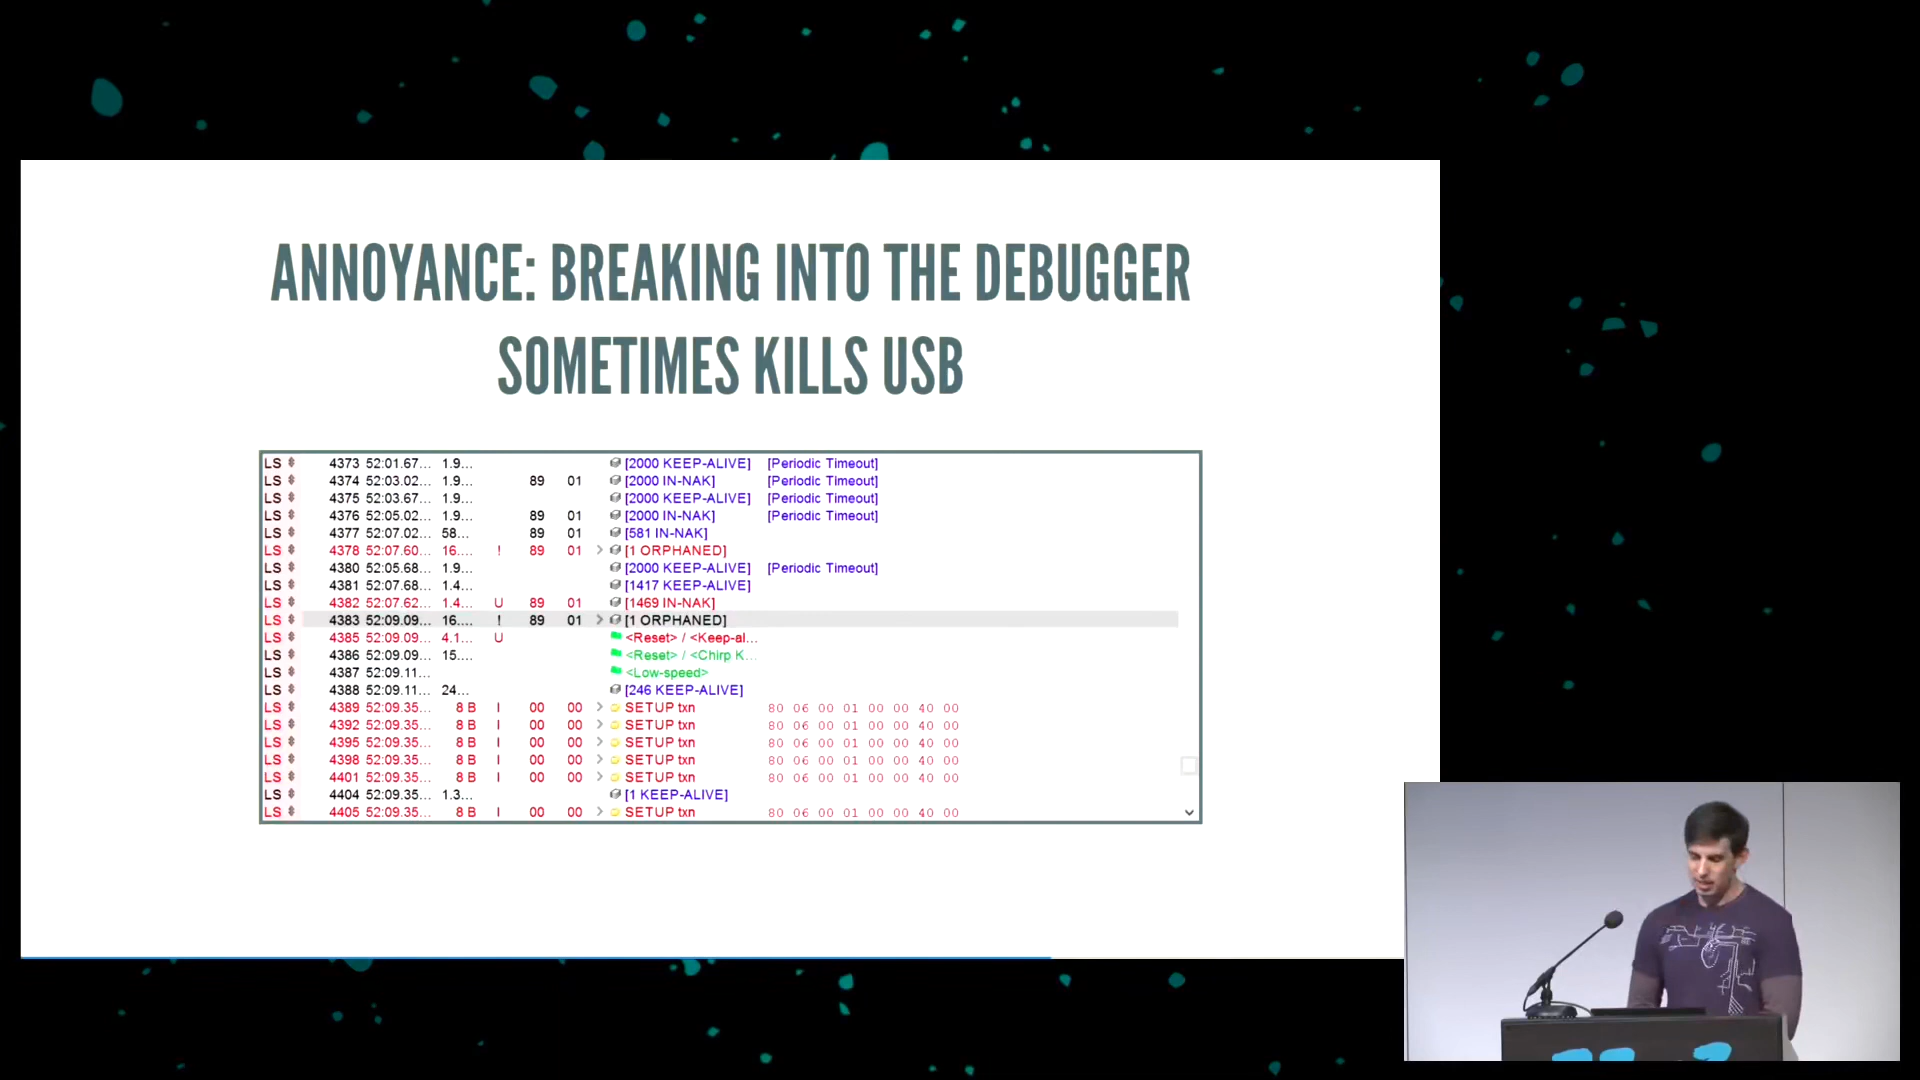 ANNOYANCE: BREAKING INTO THE DEBUGGER
SOMETIMES KILLS USB
LS 4373 52:01.67... 1.9... [2000 KEEP-ALIVE] [Periodic Timeout]
LS 4374 52:03.02... 1.9... 89 01 [2000 IN-NAK] [Periodic Timeout]
LS 4375 52:03.67... 1.9... [2000 KEEP-ALIVE] [Periodic Timeout]
LS 4376 52:05.02... 1.9... 89 01 [2000 IN-NAK] [Periodic Timeout]
LS 4377 52:07.02... 58... 89 01 [581 IN-NAK]
LS 4378 52:07.60... 16.... ! 89 01 > [1 ORPHANED]
LS 4380 52:05.68... 1.9... [2000 KEEP-ALIVE] [Periodic Timeout]
LS 4381 52:07.68... 1.4... [1417 KEEP-ALIVE]
LS 4382 52:07.62... 1.4... U 89 01 [1469 IN-NAK]
LS 4383 52:09.09... 16.... ! 89 01 > [1 ORPHANED]
LS 4385 52:09.09... 4.1... U <Reset> / <Keep-al...
LS 4386 52:09.09... 15.... <Reset> / <Chirp K...
LS 4387 52:09.11... <Low-speed>
LS 4388 52:09.11... 24... [246 KEEP-ALIVE]
LS 4389 52:09.35... 8 B I 00 00 > SETUP txn 80 06 00 01 00 00 40 00
LS 4392 52:09.35... 8 B I 00 00 > SETUP txn 80 06 00 01 00 00 40 00
LS 4395 52:09.35... 8 B I 00 00 > SETUP txn 80 06 00 01 00 00 40 00
LS 4398 52:09.35... 8 B I 00 00 > SETUP txn 80 06 00 01 00 00 40 00
LS 4401 52:09.35... 8 B I 00 00 > SETUP txn 80 06 00 01 00 00 40 00
LS 4404 52:09.35... 1.3... [1 KEEP-ALIVE]
LS 4405 52:09.35... 8 B I 00 00 > SETUP txn 80 06 00 01 00 00 40 00